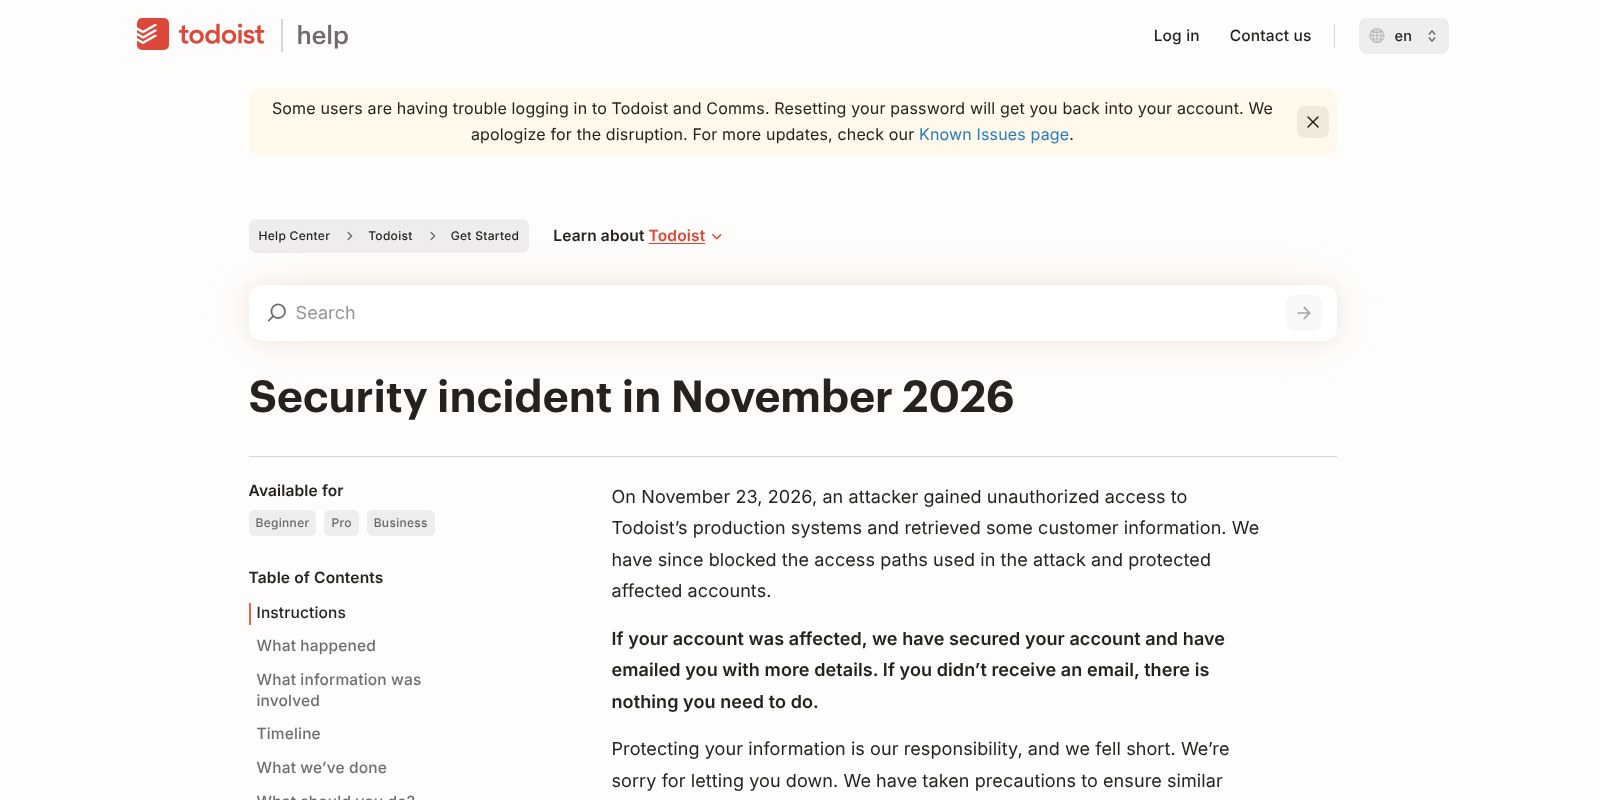 todoist help
Log in
Contact us
en
Some users are having trouble logging in to Todoist and Comms. Resetting your password will get you back into your account. We
apologize for the disruption. For more updates, check our Known Issues page.
Help Center > Todoist > Get Started
Learn about Todoist
Search
Security incident in November 2026
Available for
Beginner Pro Business
Table of Contents
Instructions
What happened
What information was
involved
Timeline
What we’ve done
What should you do?
On November 23, 2026, an attacker gained unauthorized access to
Todoist’s production systems and retrieved some customer information. We
have since blocked the access paths used in the attack and protected
affected accounts.
If your account was affected, we have secured your account and have
emailed you with more details. If you didn’t receive an email, there is
nothing you need to do.
Protecting your information is our responsibility, and we fell short. We’re
sorry for letting you down. We have taken precautions to ensure similar